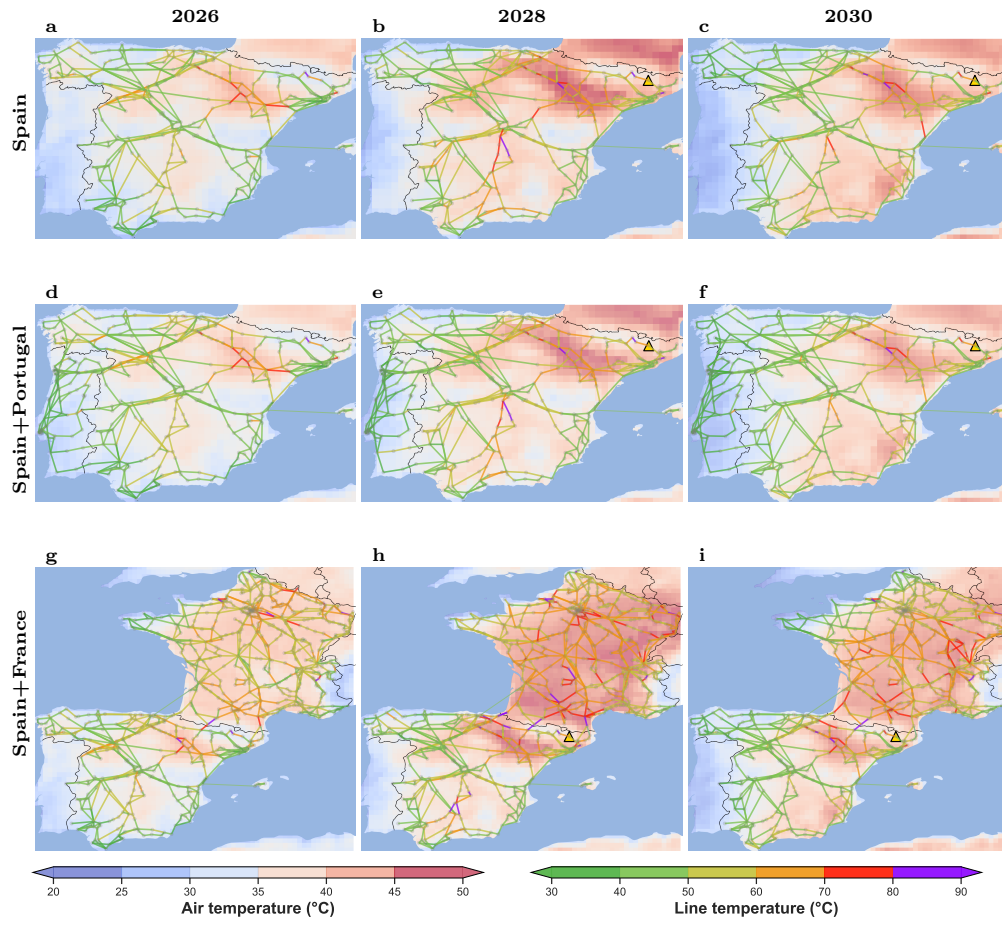 2026
2028
2030
a
b
c
Spain
d
e
f
Spain+Portugal
g
h
i
Spain+France
20 25 30 35 40 45 50
Air temperature (°C)
30 40 50 60 70 80 90
Line temperature (°C)